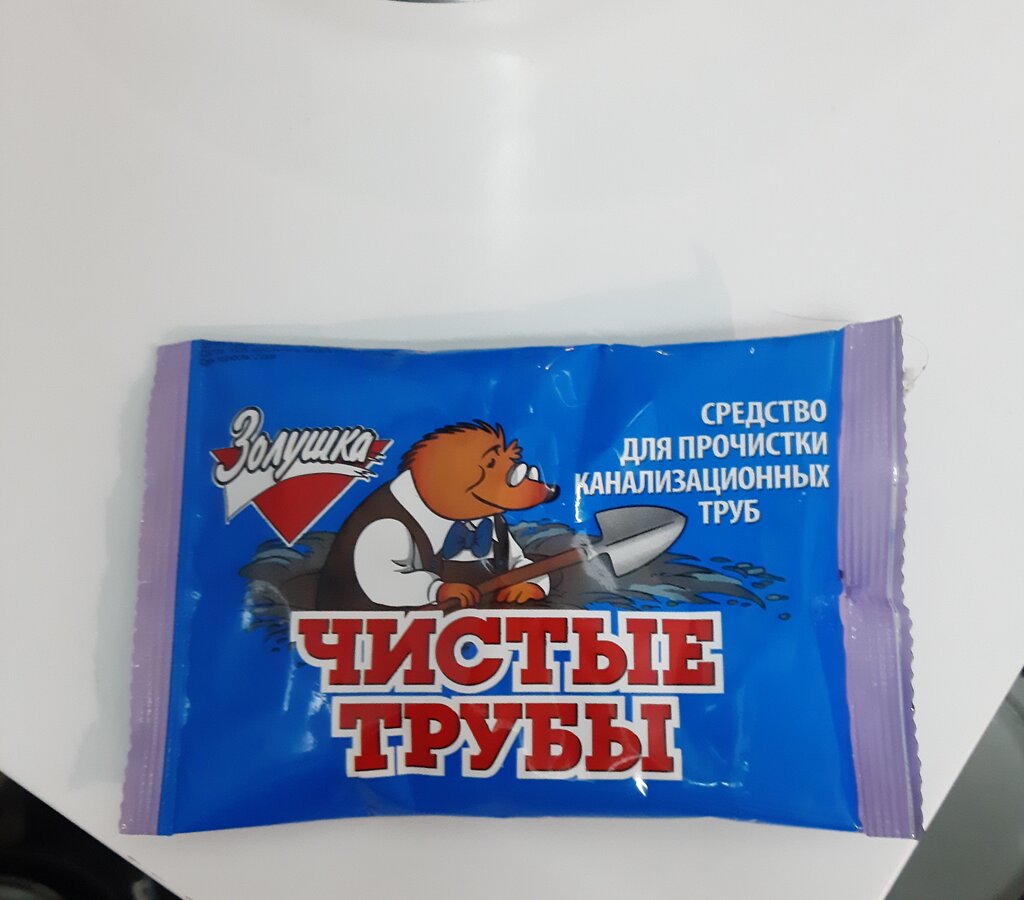 Золушка
СРЕДСТВО
ДЛЯ ПРОЧИСТКИ
КАНАЛИЗАЦИОННЫХ
ТРУБ
ЧИСТЫЕ
ТРУБЫ